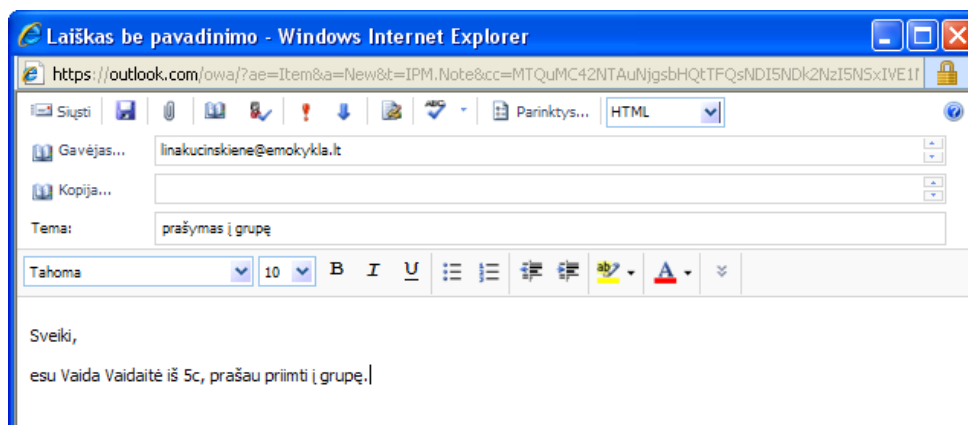 Laiškas be pavadinimo - Windows Internet Explorer
https://outlook.com/owa/?ae=Item&a=New&t=IPM.Note&cc=
Siųsti ABC Parinktys... HTML
Gavėjas... linakucinskiene@emokykla.lt
Kopija...
Tema: prašymas į grupę
Tahoma 10 B I U ab A
Sveiki,
esu Vaida Vaidaitė iš 5c, prašau priimti į grupę.